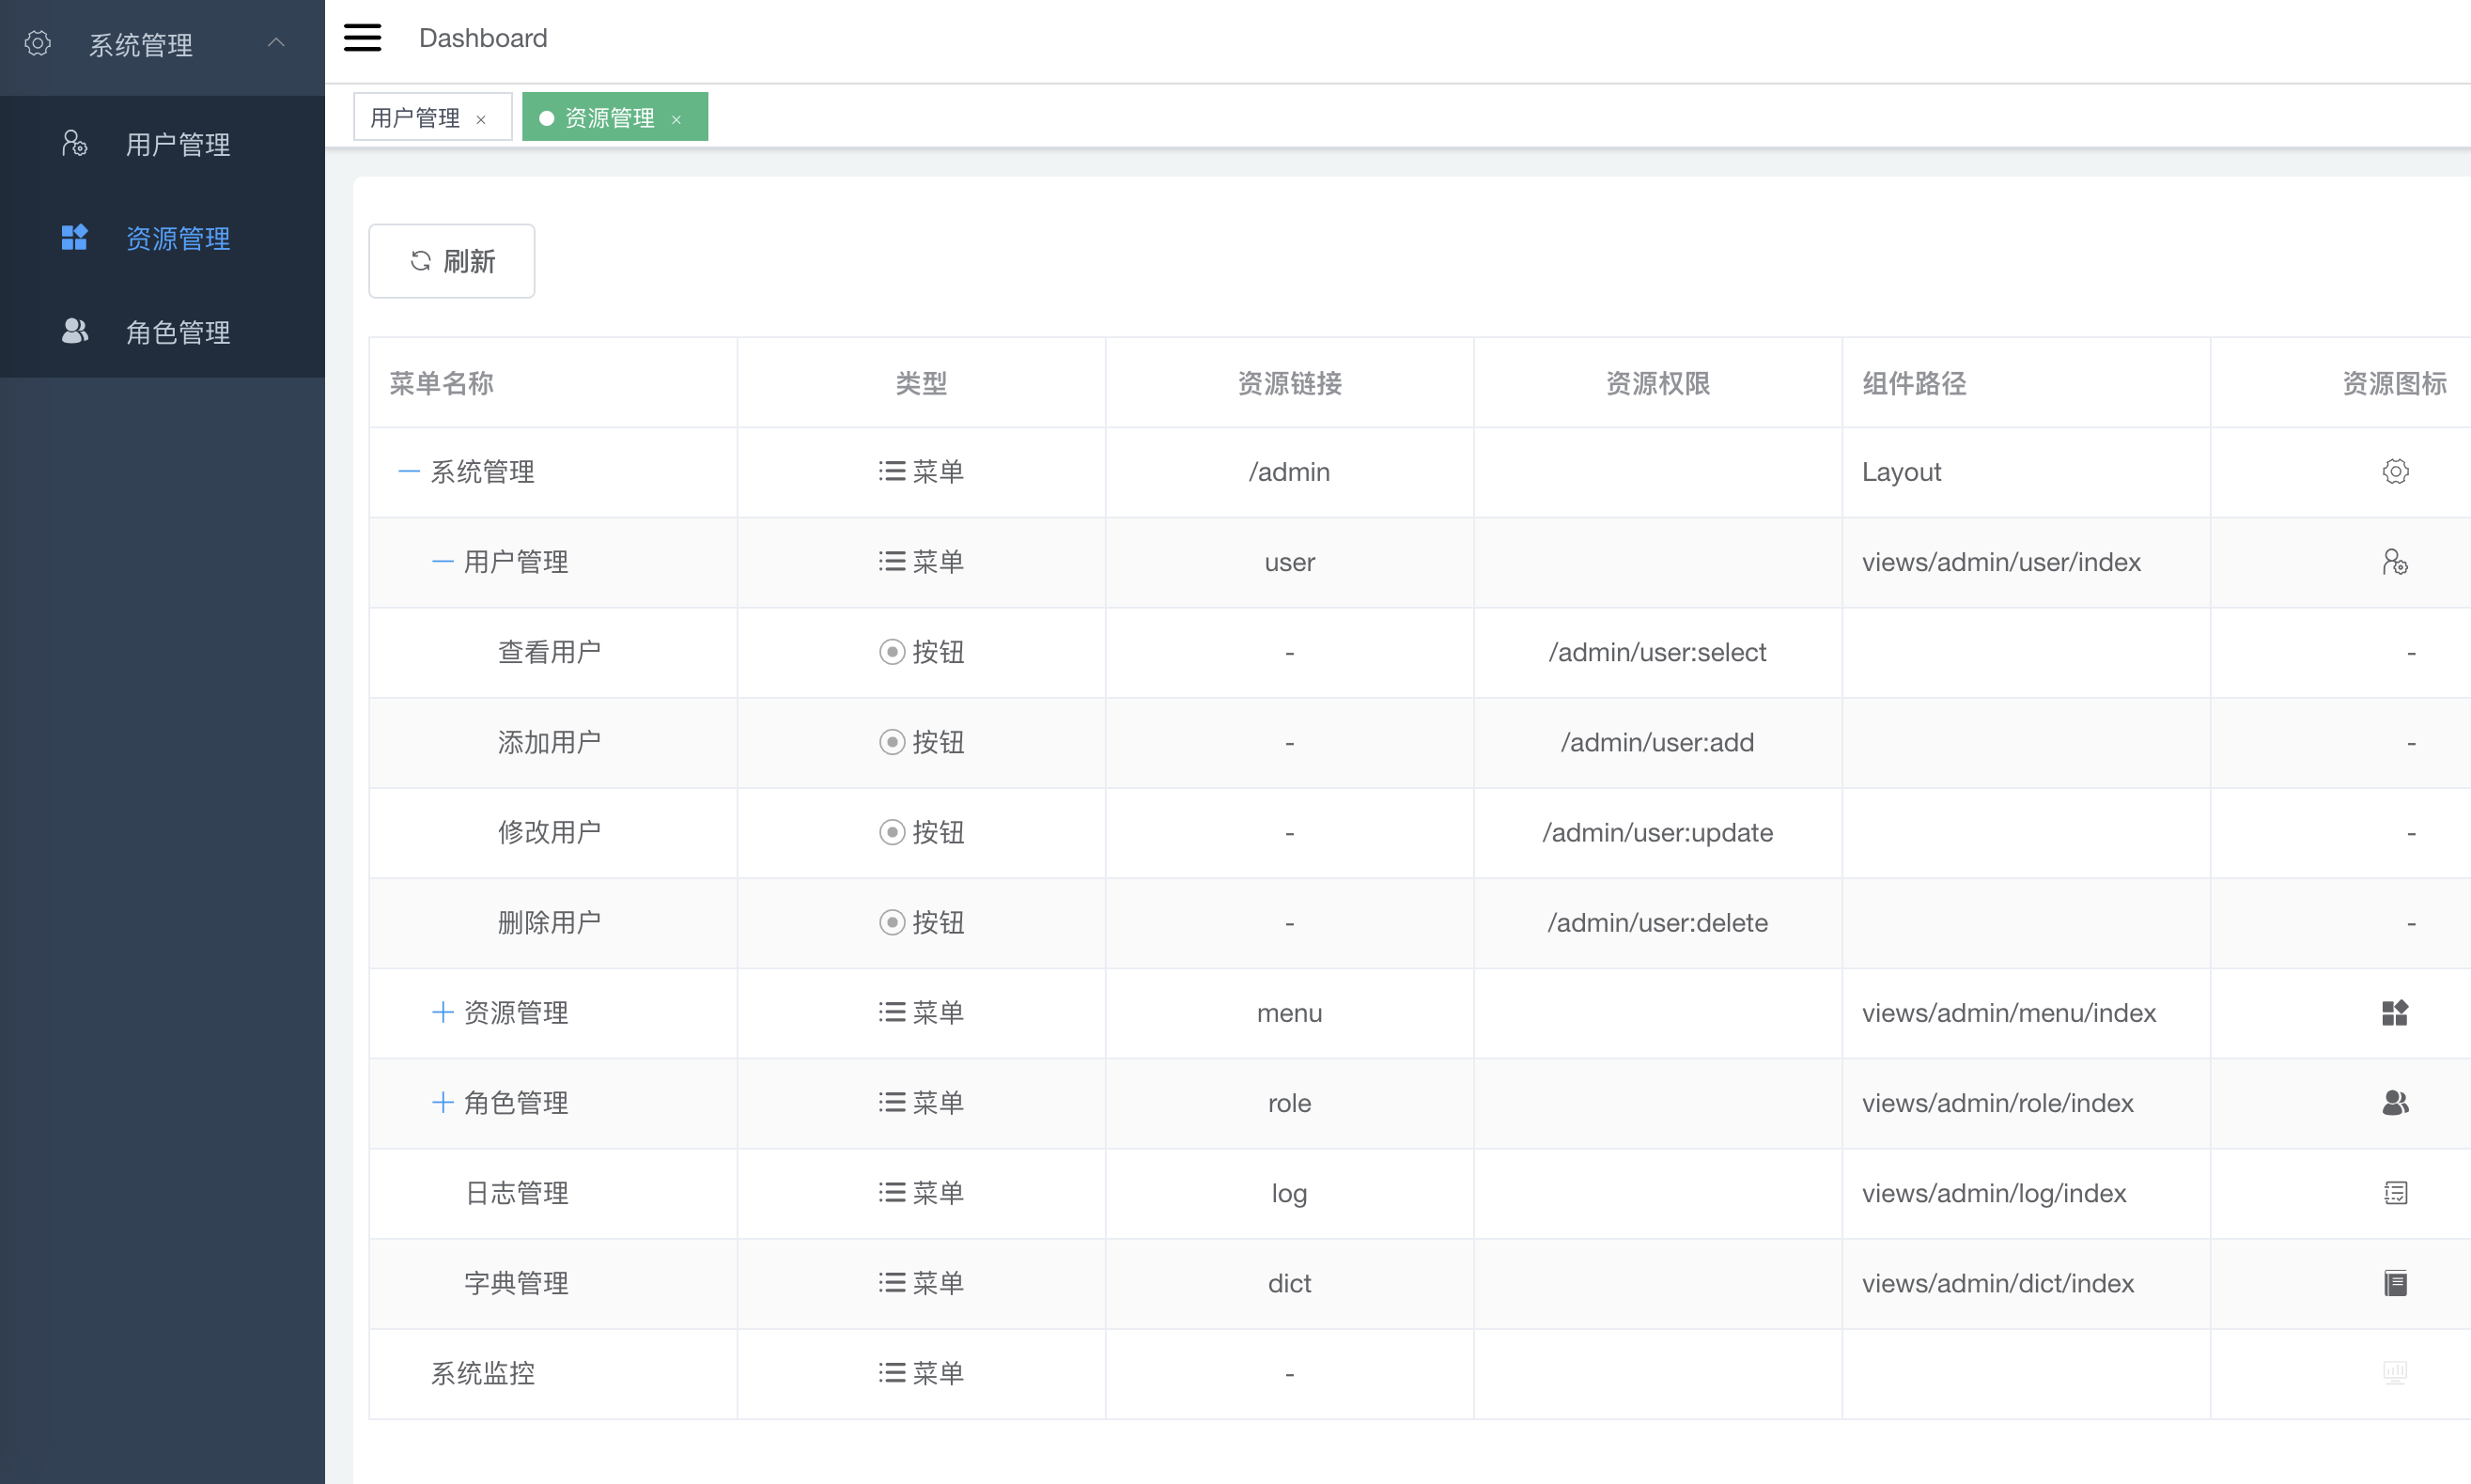 系统管理
用户管理
资源管理
角色管理
Dashboard
用户管理 × 资源管理 ×
刷新
菜单名称 类型 资源链接 资源权限 组件路径 资源图标
系统管理 菜单 /admin Layout
用户管理 菜单 user views/admin/user/index
查看用户 按钮 - /admin/user:select -
添加用户 按钮 - /admin/user:add -
修改用户 按钮 - /admin/user:update -
删除用户 按钮 - /admin/user:delete -
资源管理 菜单 menu views/admin/menu/index
角色管理 菜单 role views/admin/role/index
日志管理 菜单 log views/admin/log/index
字典管理 菜单 dict views/admin/dict/index
系统监控 菜单 -